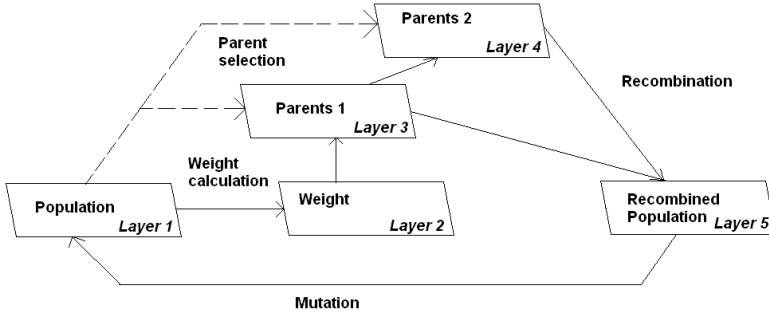 Parents 2
Layer 4
Parent
selection
Recombination
Parents 1
Layer 3
Weight
calculation
Population
Layer 1
Weight
Layer 2
Recombined
Population
Layer 5
Mutation